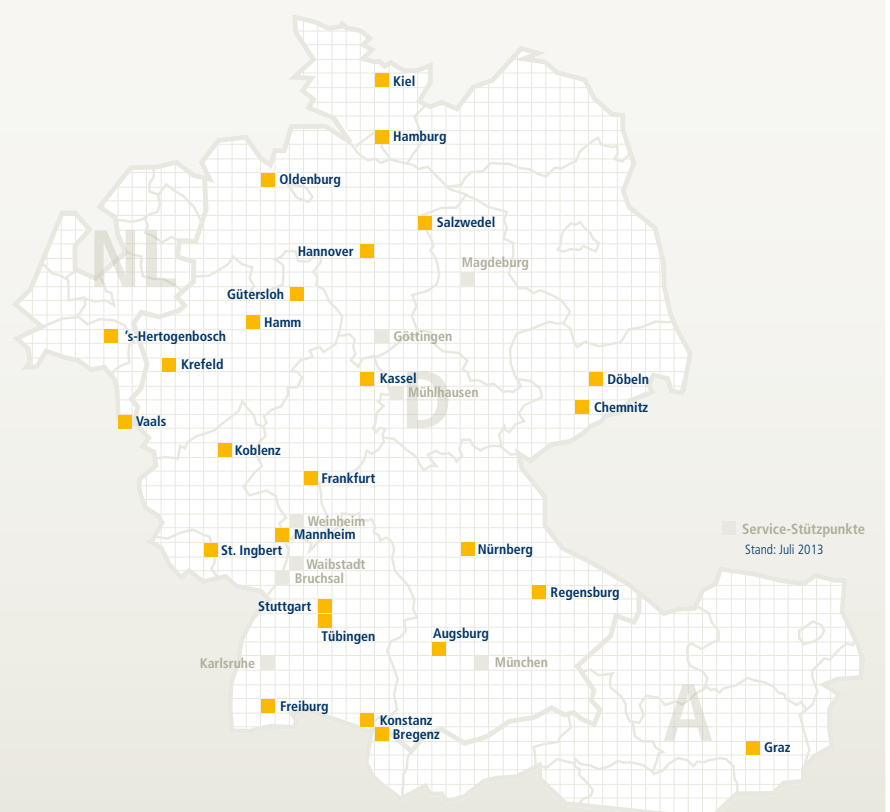 Kiel
Hamburg
Oldenburg
Salzwedel
NL
Hannover
Magdeburg
Gütersloh
Hamm
's-Hertogenbosch
Göttingen
Krefeld
Kassel
Döbeln
Mühlhausen
D
Chemnitz
Vaals
Koblenz
Frankfurt
Weinheim
Service-Stützpunkte
Mannheim
St. Ingbert
Nürnberg
Stand: Juli 2013
Waibstadt
Bruchsal
Regensburg
Stuttgart
Tübingen
Augsburg
Karlsruhe
München
Freiburg
A
Konstanz
Bregenz
Graz